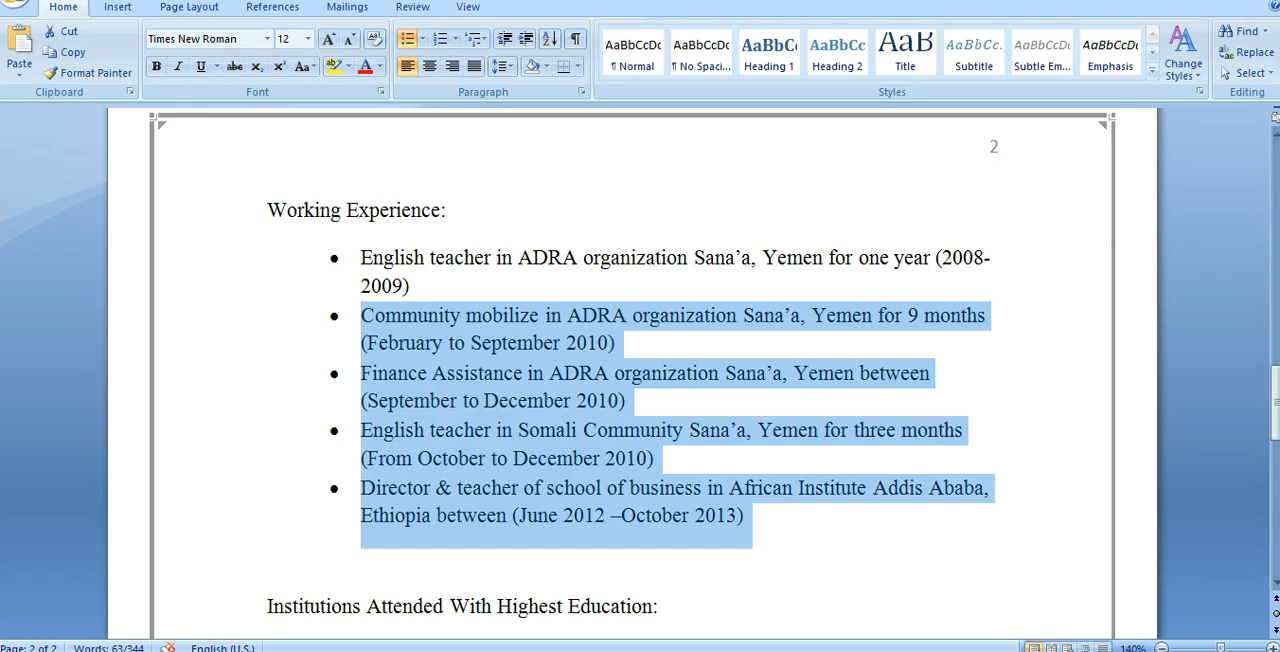 Home Insert Page Layout References Mailings Review View
Cut
Copy
Format Painter
Paste
Clipboard
Times New Roman 12
Font
Paragraph
AaBbCcDc AaBbCcDc AaBbC AaBbCc AaB AaBbCc. AaBbCcDc AaBbCcDc
¶ Normal ¶ No Spaci... Heading 1 Heading 2 Title Subtitle Subtle Em... Emphasis
Change Styles
Styles
Find
Replace
Select
Editing
2
Working Experience:
• English teacher in ADRA organization Sana’a, Yemen for one year (2008-
2009)
• Community mobilize in ADRA organization Sana’a, Yemen for 9 months
(February to September 2010)
• Finance Assistance in ADRA organization Sana’a, Yemen between
(September to December 2010)
• English teacher in Somali Community Sana’a, Yemen for three months
(From October to December 2010)
• Director & teacher of school of business in African Institute Addis Ababa,
Ethiopia between (June 2012 –October 2013)
Institutions Attended With Highest Education:
Page: 2 of 2 Words: 63/344 English (U.S.) 140%